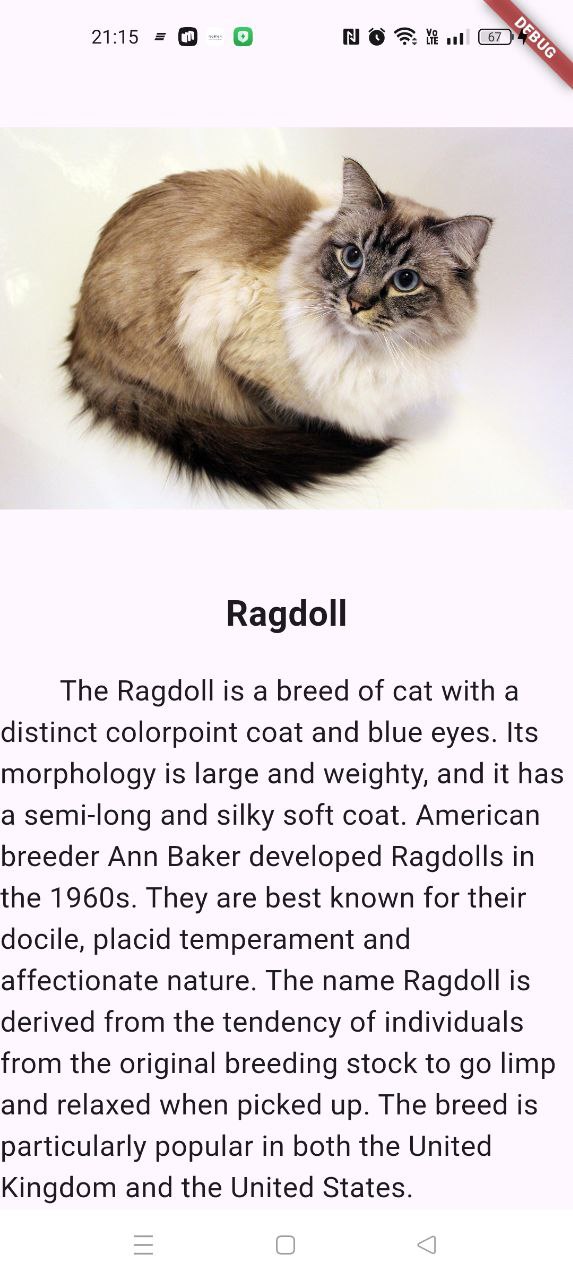 21:15
VoLTE
67
DEBUG
Ragdoll
The Ragdoll is a breed of cat with a
distinct colorpoint coat and blue eyes. Its
morphology is large and weighty, and it has
a semi-long and silky soft coat. American
breeder Ann Baker developed Ragdolls in
the 1960s. They are best known for their
docile, placid temperament and
affectionate nature. The name Ragdoll is
derived from the tendency of individuals
from the original breeding stock to go limp
and relaxed when picked up. The breed is
particularly popular in both the United
Kingdom and the United States.